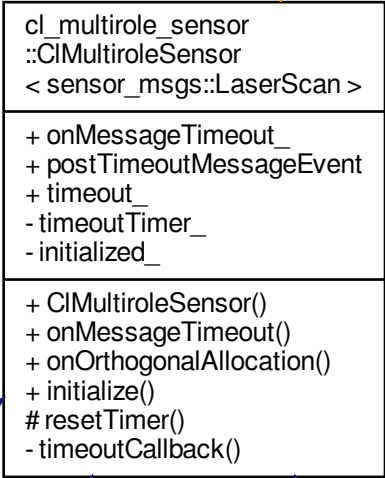 cl_multirole_sensor
::ClMultiroleSensor
< sensor_msgs::LaserScan >
+ onMessageTimeout_
+ postTimeoutMessageEvent
+ timeout_
- timeoutTimer_
- initialized_
+ ClMultiroleSensor()
+ onMessageTimeout()
+ onOrthogonalAllocation()
+ initialize()
# resetTimer()
- timeoutCallback()